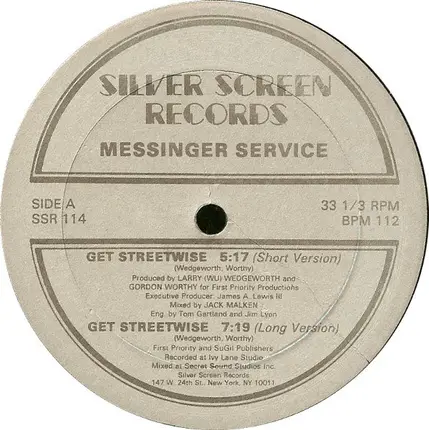 SILVER SCREEN
RECORDS
MESSINGER SERVICE
SIDE A
SSR 114
33 1/3 RPM
BPM 112
GET STREETWISE 5:17 (Short Version)
(Wedgeworth, Worthy)
Produced by LARRY (WU) WEDGEWORTH and
GORDON WORTHY for First Priority Productions
Executive Producer: James A. Lewis III
Mixed by JACK MALKEN
Eng. by Tom Gartland and Jim Lyon
GET STREETWISE 7:19 (Long Version)
(Wedgeworth, Worthy)
First Priority and SuGil Publishers
Recorded at Ivy Lane Studio
Mixed at Secret Sound Studios Inc.
Silver Screen Records
147 W. 24th St., New York, NY 10011